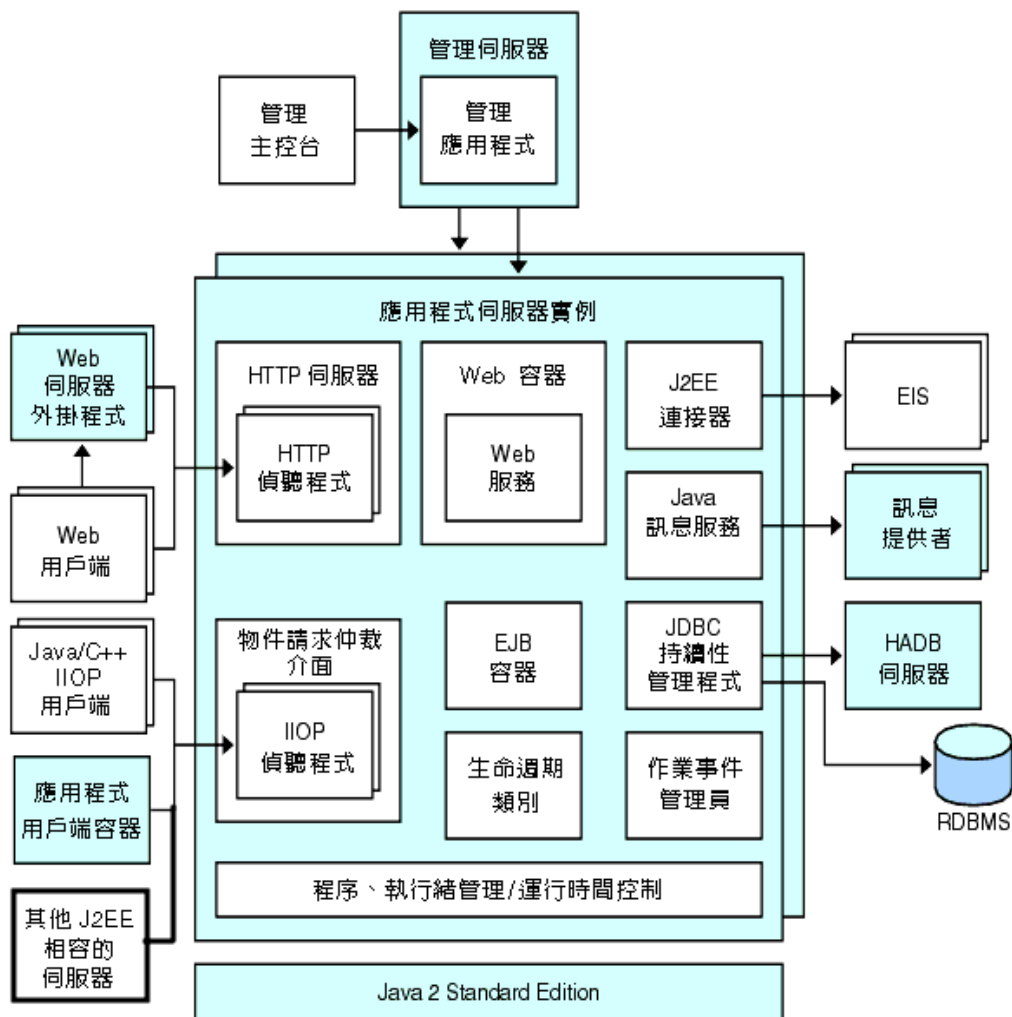 管理伺服器
管理
主控台
管理
應用程式
應用程式伺服器實例
Web
伺服器
外掛程式
HTTP 伺服器
HTTP
偵聽程式
Web 容器
Web
服務
J2EE
連接器
EIS
Web
用戶端
Java
訊息服務
訊息
提供者
Java/C++
IIOP
用戶端
物件請求仲裁
介面
IIOP
偵聽程式
EJB
容器
JDBC
持續性
管理程式
HADB
伺服器
應用程式
用戶端容器
生命週期
類別
作業事件
管理員
RDBMS
程序、執行緒管理/運行時間控制
其他 J2EE
相容的
伺服器
Java 2 Standard Edition